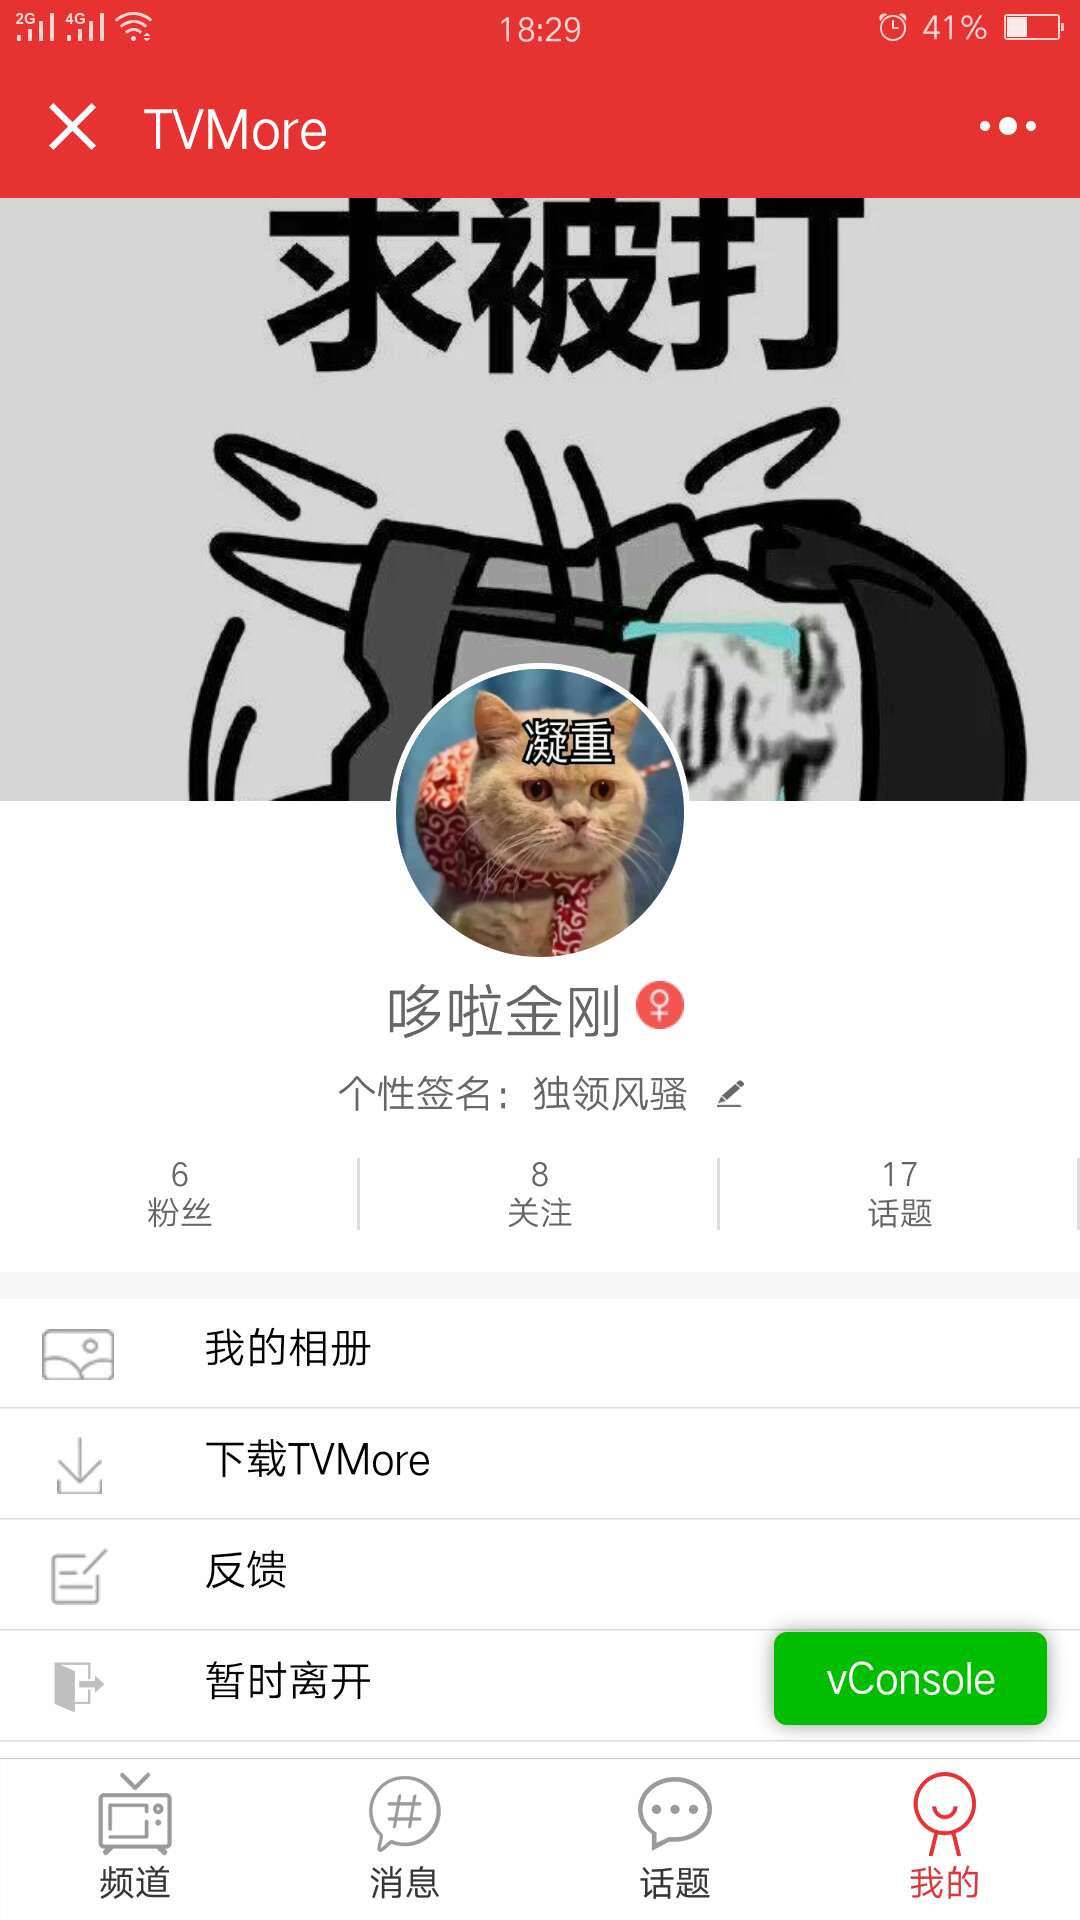 2G 4G 18:29 41%
TVMore
求被打
凝重
哆啦金刚
个性签名：独领风骚
6 8 17
粉丝 关注 话题
我的相册
下载TVMore
反馈
暂时离开
vConsole
频道 消息 话题 我的